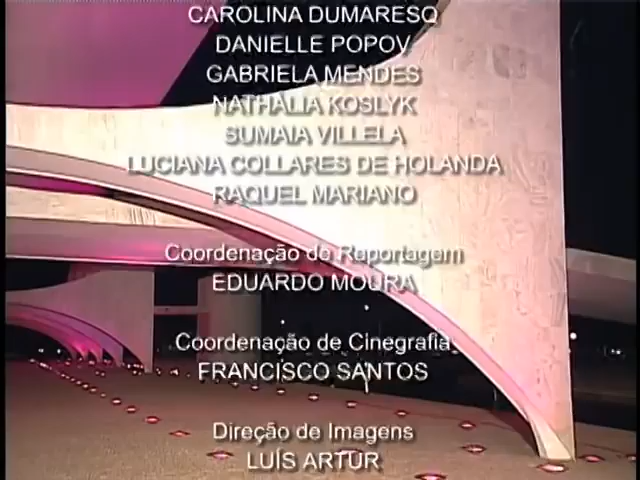 CAROLINA DUMARESQ
DANIELLE POPOV
GABRIELA MENDES
NATHÁLIA KOSLYK
SUMAIA VILLELA
LUCIANA COLLARES DE HOLANDA
RAQUEL MARIANO
Coordenação de Reportagem
EDUARDO MOURA
Coordenação de Cinegrafia
FRANCISCO SANTOS
Direção de Imagens
LUÍS ARTUR